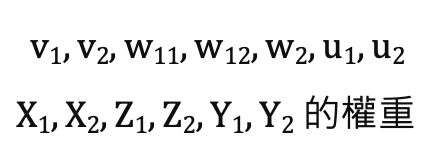 v₁, v₂, w₁₁, w₁₂, w₂, u₁, u₂
X₁, X₂, Z₁, Z₂, Y₁, Y₂ 的權重